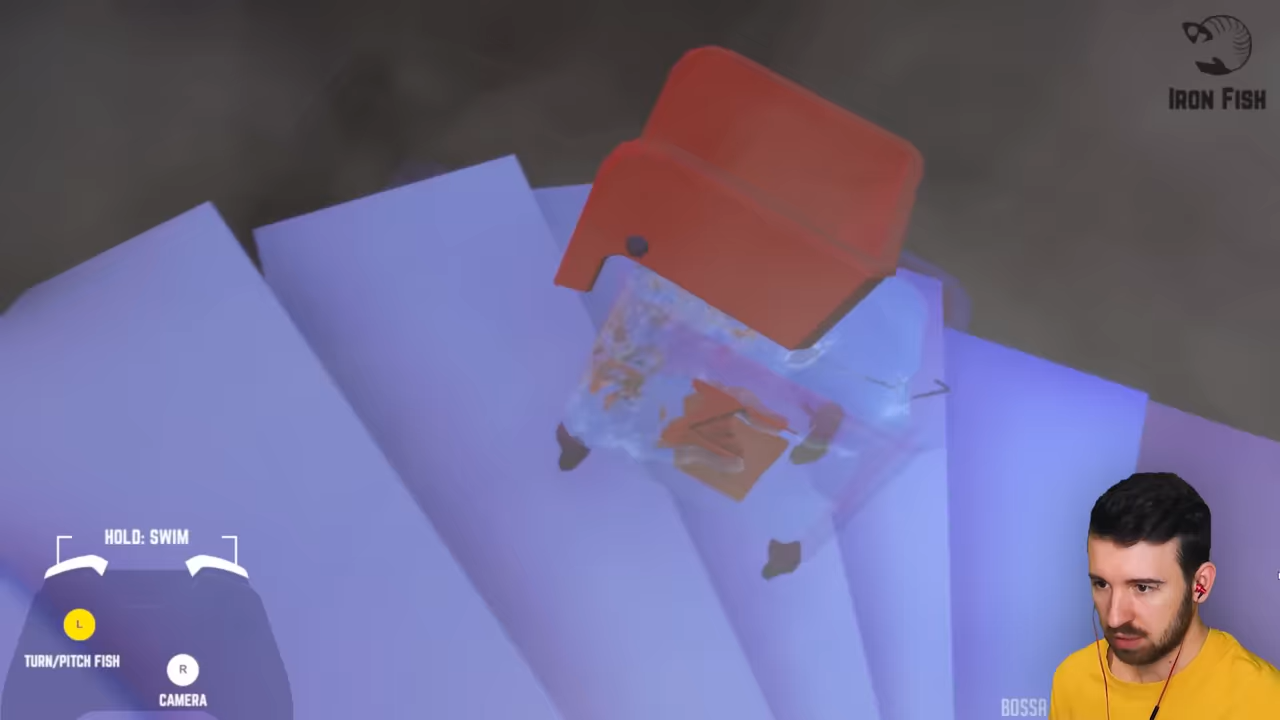 IRON FISH
HOLD: SWIM
L
TURN/PITCH FISH
R
CAMERA
BOSSA